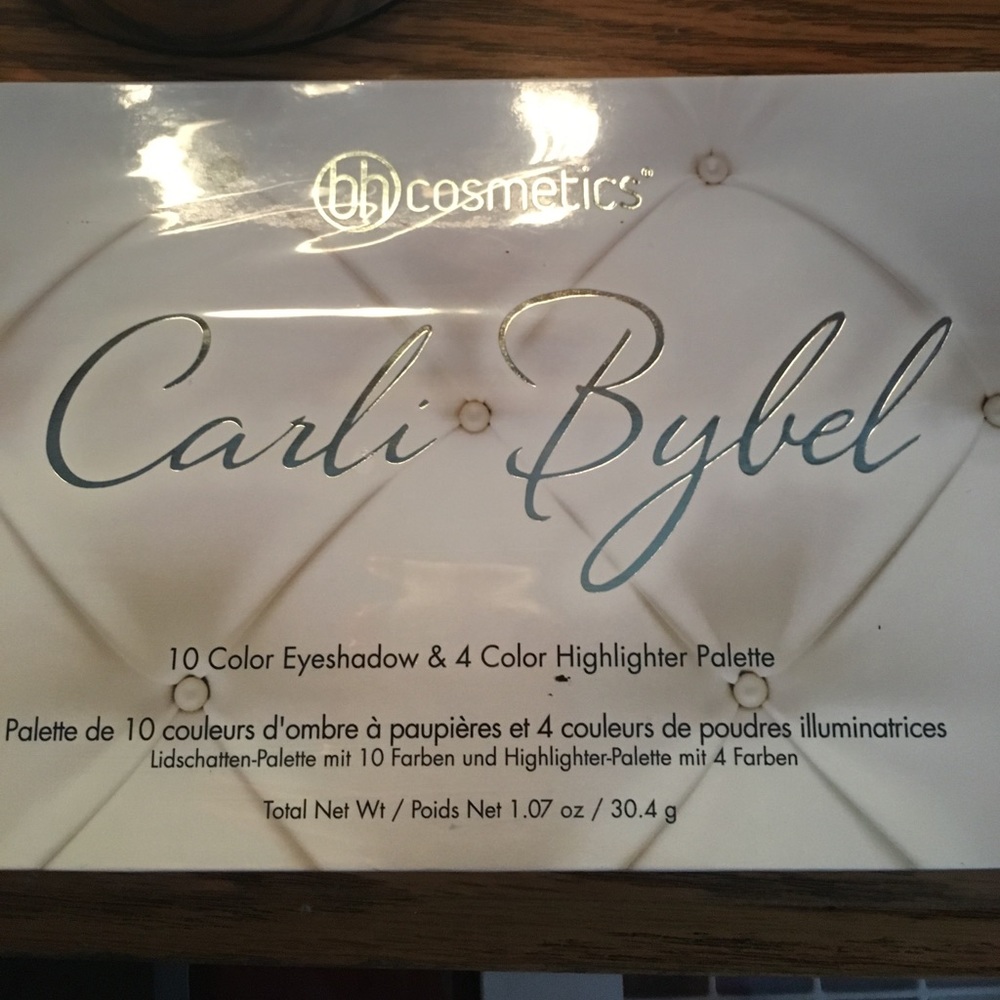 bh cosmetics™
Carli Bybel
10 Color Eyeshadow & 4 Color Highlighter Palette
Palette de 10 couleurs d'ombre à paupières et 4 couleurs de poudres illuminatrices
Lidschatten-Palette mit 10 Farben und Highlighter-Palette mit 4 Farben
Total Net Wt / Poids Net 1.07 oz / 30.4 g